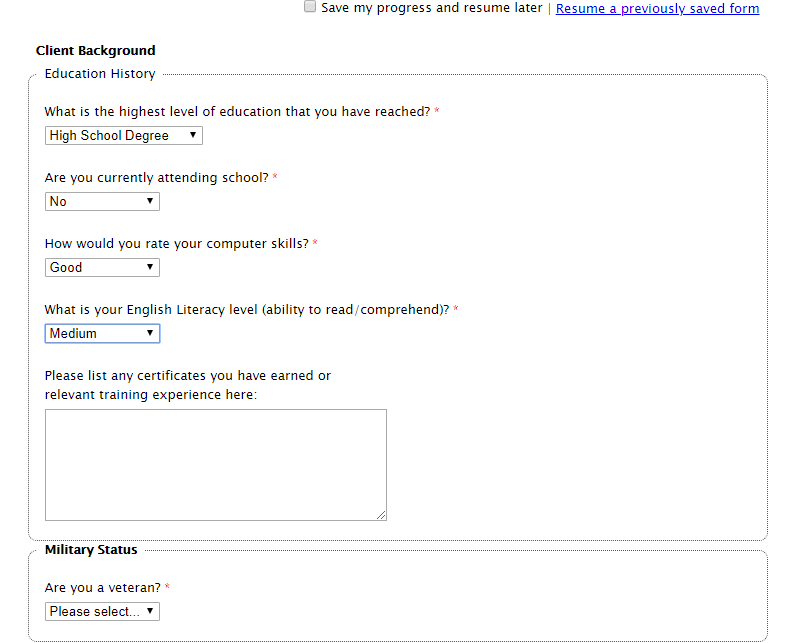 Save my progress and resume later | Resume a previously saved form
Client Background
Education History
What is the highest level of education that you have reached? *
High School Degree
Are you currently attending school? *
No
How would you rate your computer skills? *
Good
What is your English Literacy level (ability to read/comprehend)? *
Medium
Please list any certificates you have earned or
relevant training experience here:
Military Status
Are you a veteran? *
Please select...